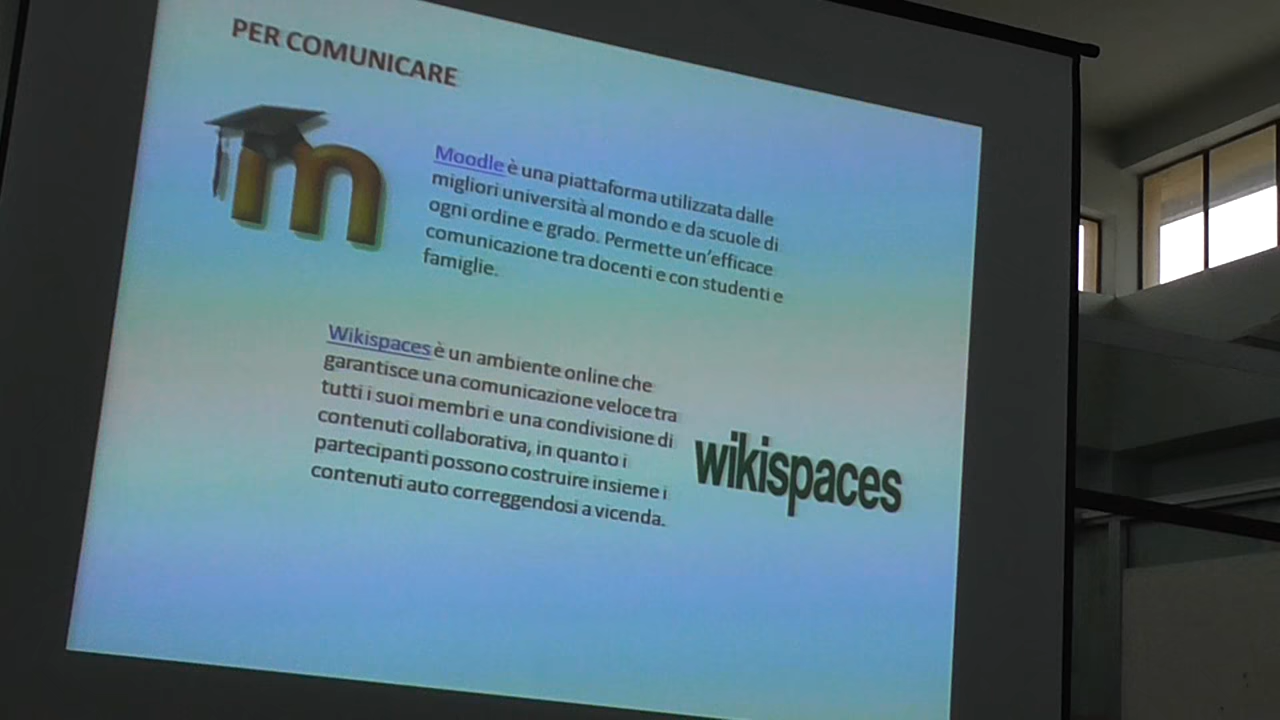 PER COMUNICARE
m
Moodle è una piattaforma utilizzata dalle
migliori università al mondo e da scuole di
ogni ordine e grado. Permette un'efficace
comunicazione tra docenti e con studenti e
famiglie.
Wikispaces è un ambiente online che
garantisce una comunicazione veloce tra
tutti i suoi membri e una condivisione di
contenuti collaborativa, in quanto i
partecipanti possono costruire insieme i
contenuti auto correggendosi a vicenda.
wikispaces